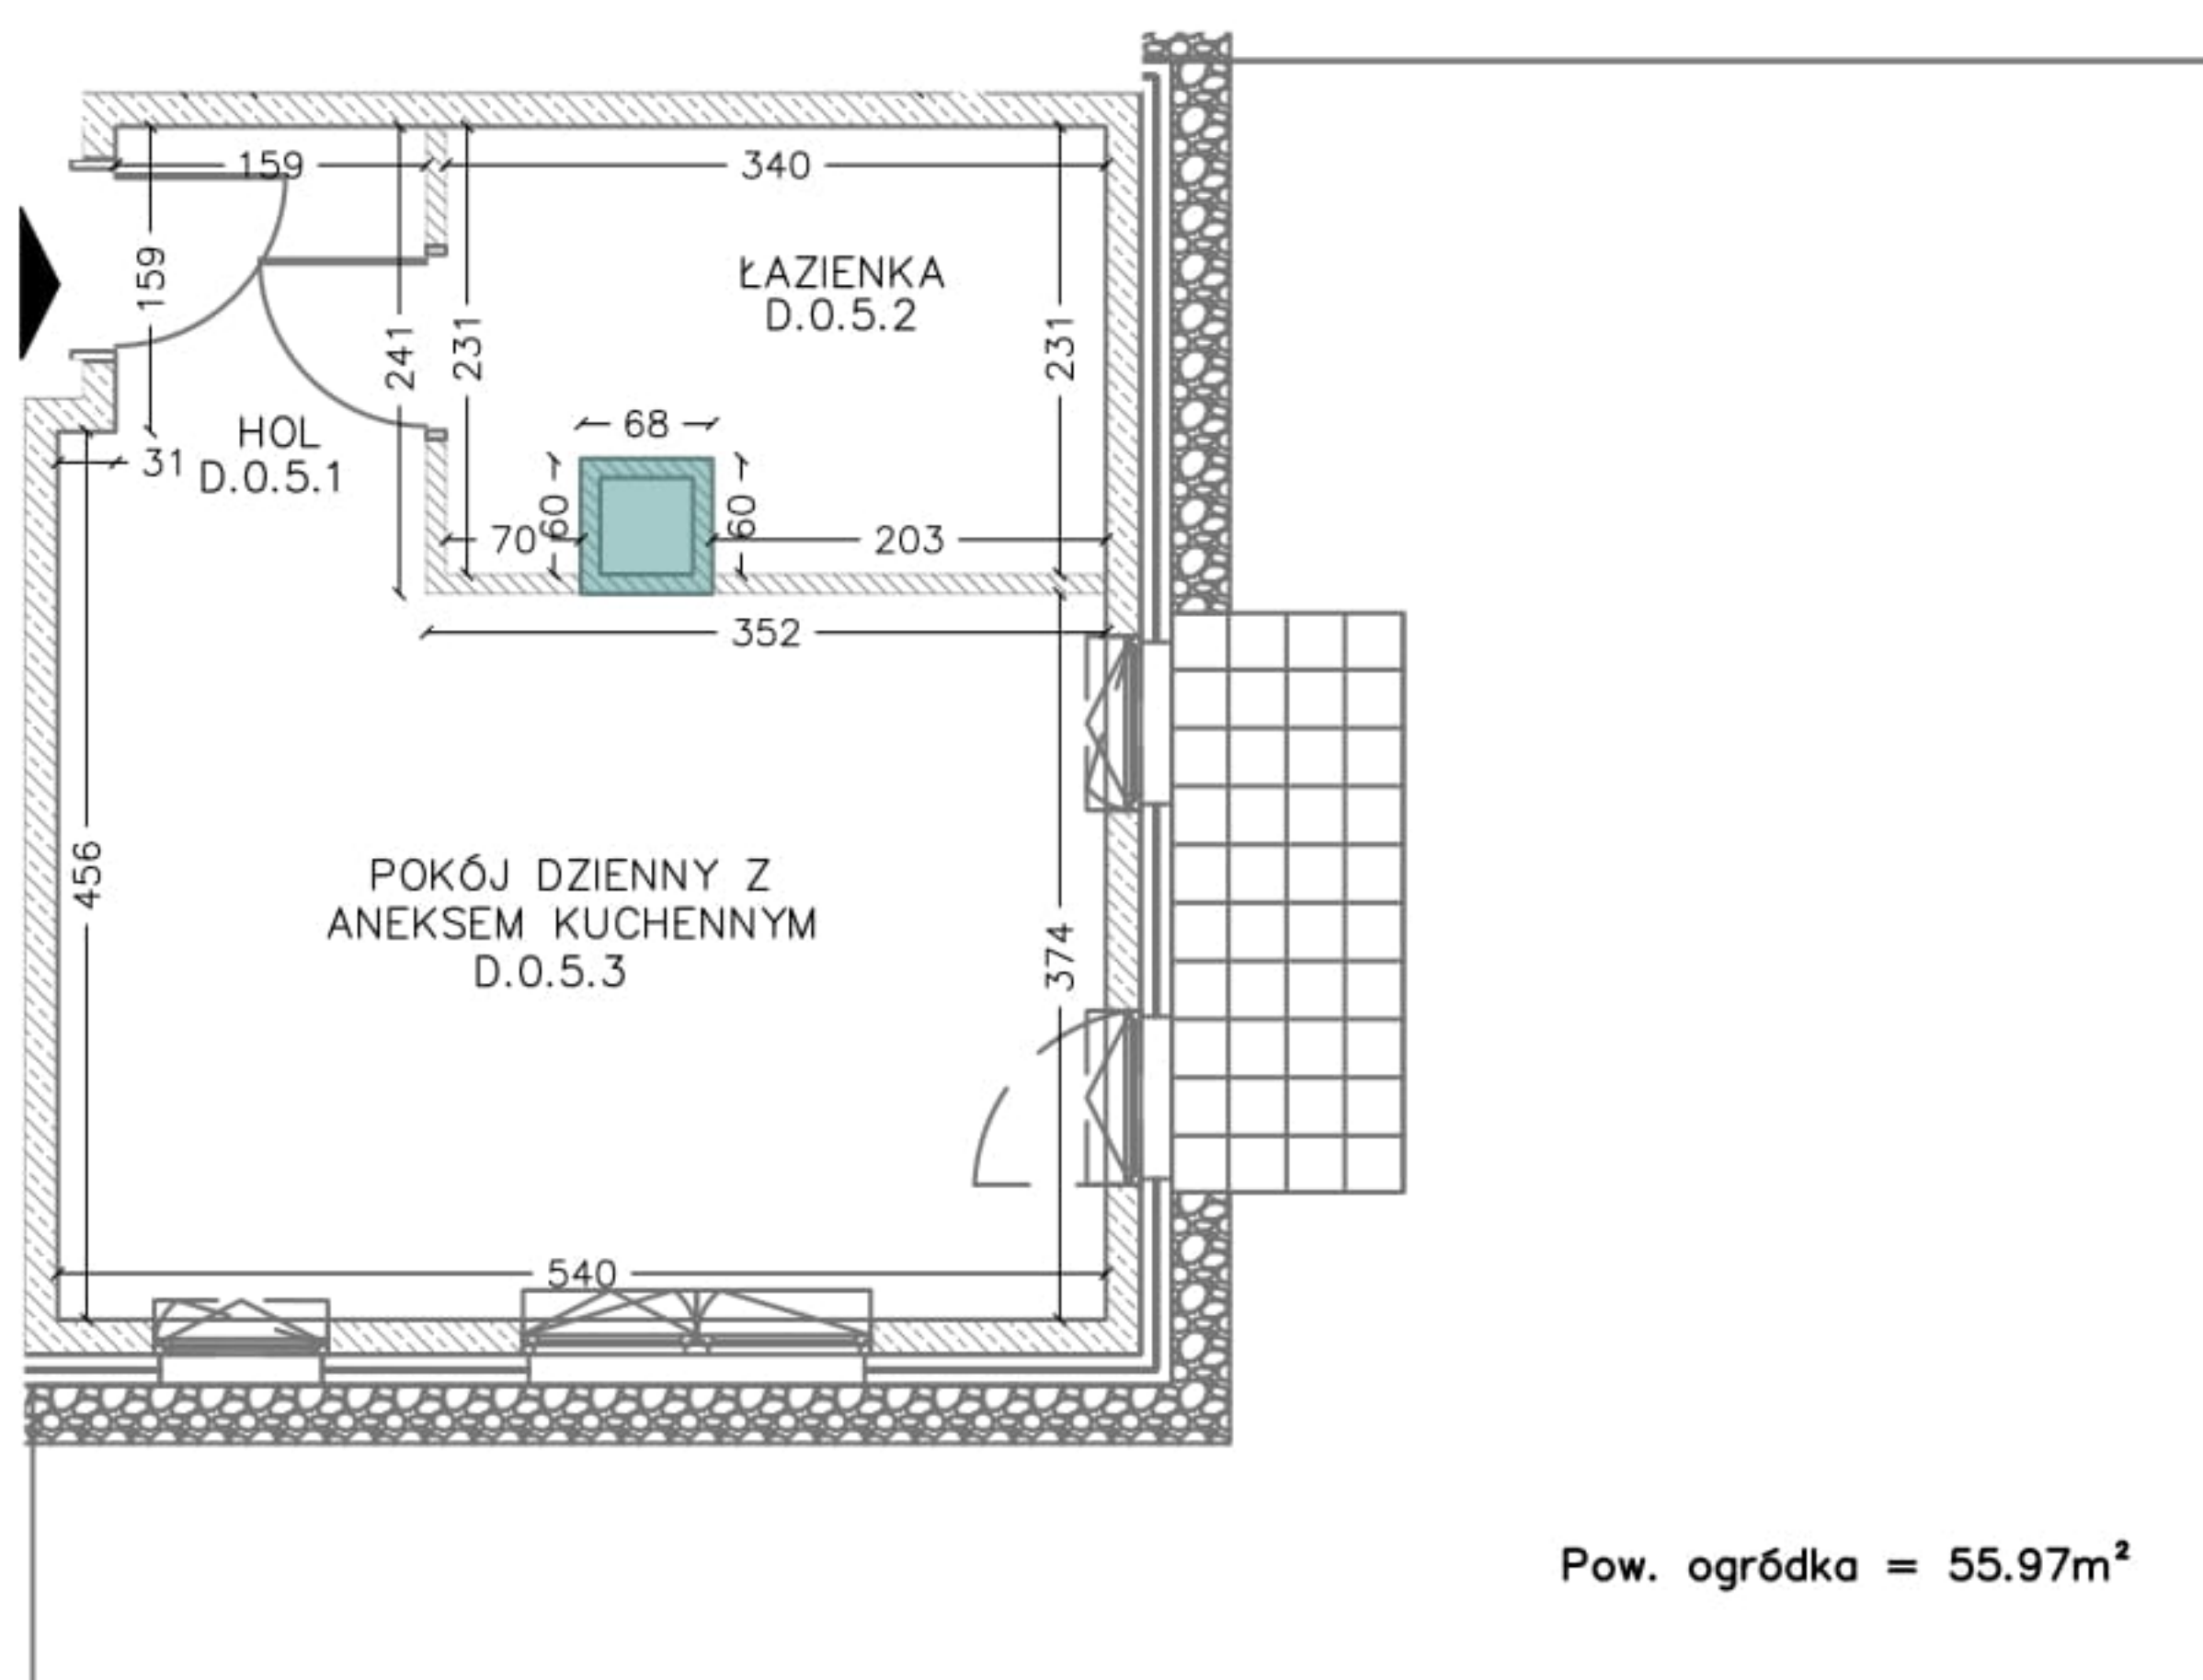 159
340
159
241
231
ŁAZIENKA
D.0.5.2
231
68
HOL
D.0.5.1
31
70
60
60
203
352
456
POKÓJ DZIENNY Z
ANEKSEM KUCHENNYM
D.0.5.3
374
540
Pow. ogródka = 55.97m²